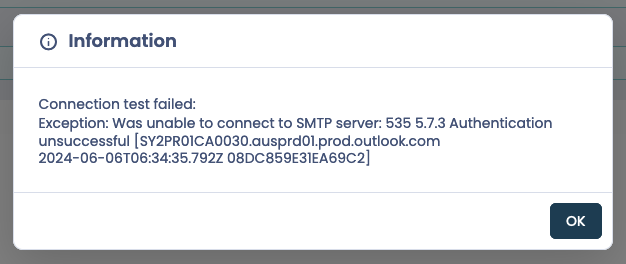 Information
Connection test failed:
Exception: Was unable to connect to SMTP server: 535 5.7.3 Authentication
unsuccessful [SY2PR01CA0030.ausprd01.prod.outlook.com
2024-06-06T06:34:35.792Z 08DC859E31EA69C2]
OK